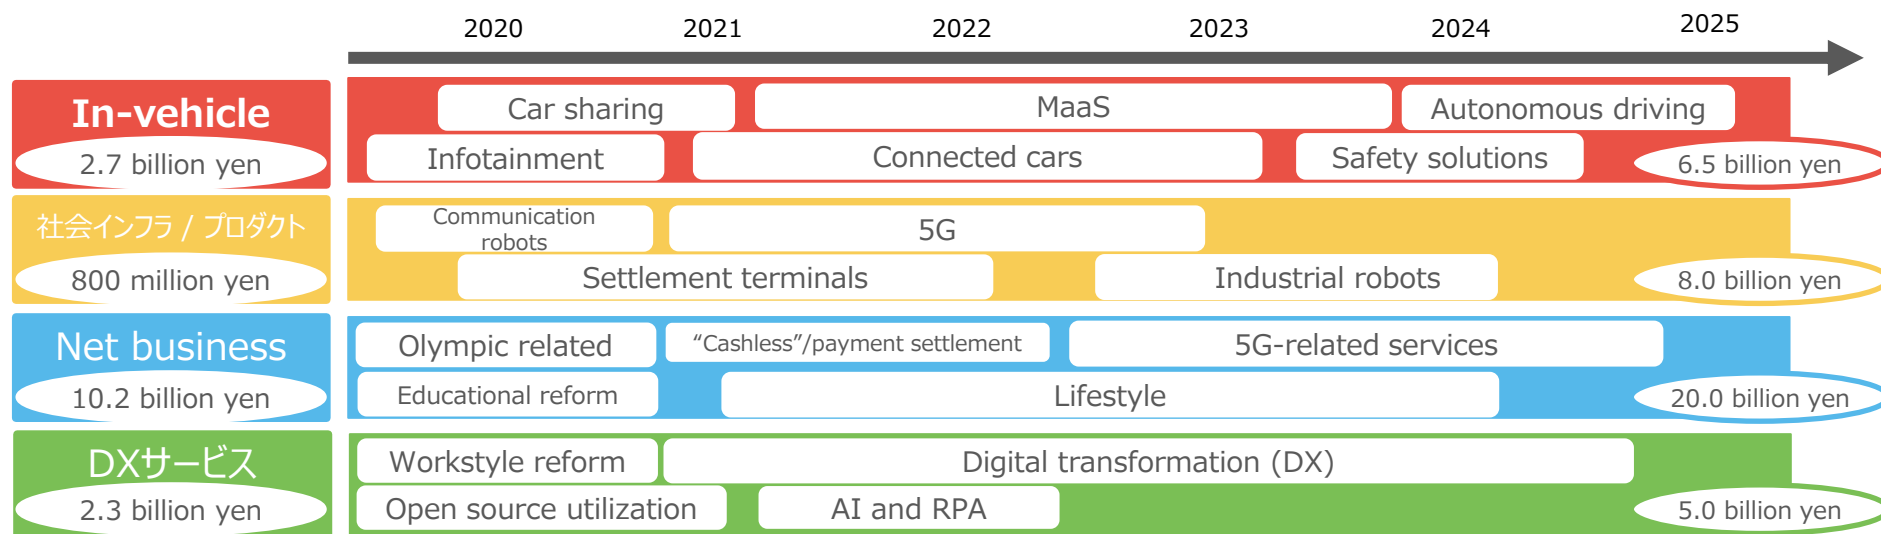 2020 2021 2022 2023 2024 2025
In-vehicle
2.7 billion yen
Car sharing
MaaS
Autonomous driving
Infotainment
Connected cars
Safety solutions
6.5 billion yen
社会インフラ / プロダクト
800 million yen
Communication
robots
5G
Settlement terminals
Industrial robots
8.0 billion yen
Net business
10.2 billion yen
Olympic related
“Cashless”/payment settlement
5G-related services
Educational reform
Lifestyle
20.0 billion yen
DXサービス
2.3 billion yen
Workstyle reform
Digital transformation (DX)
Open source utilization
AI and RPA
5.0 billion yen